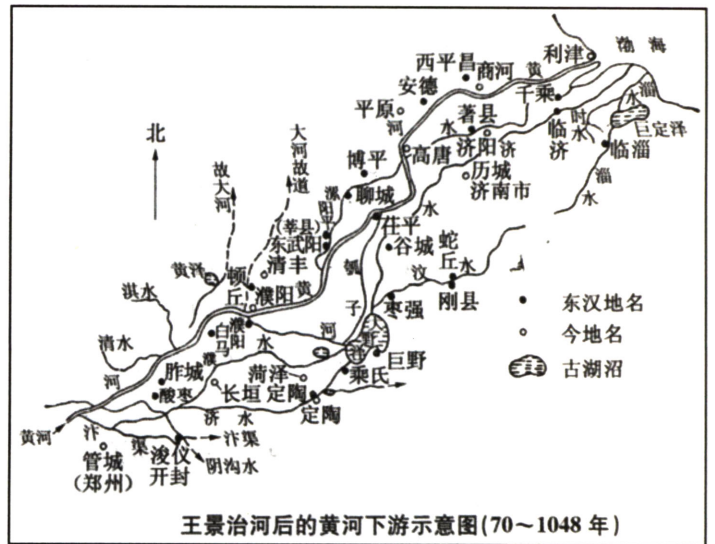 利津
渤海
西平昌
商河
黄
安德
千乘
平原
著县
河
水
时水
水淄
巨定泽
临济
临淄
北
大河故道
故大河
博平
高唐
济阳
济
历城
济南市
淄水
漯
聊城
阳平
(莘县)
东武阳
茌平
水
谷城
蛇丘
水
汶
刚县
黄泽
清丰
顿丘
濮阳
黄
瓠
子
河
枣强
淇水
清水
白马
濮阳
濮
水
大野泽
巨野
河
胙城
酸枣
长垣
菏泽
定陶
乘氏
定陶
济水
黄河
汴
渠
管城
(郑州)
浚仪
开封
汴渠
阴沟水
东汉地名
今地名
古湖沼
王景治河后的黄河下游示意图(70~1048年)